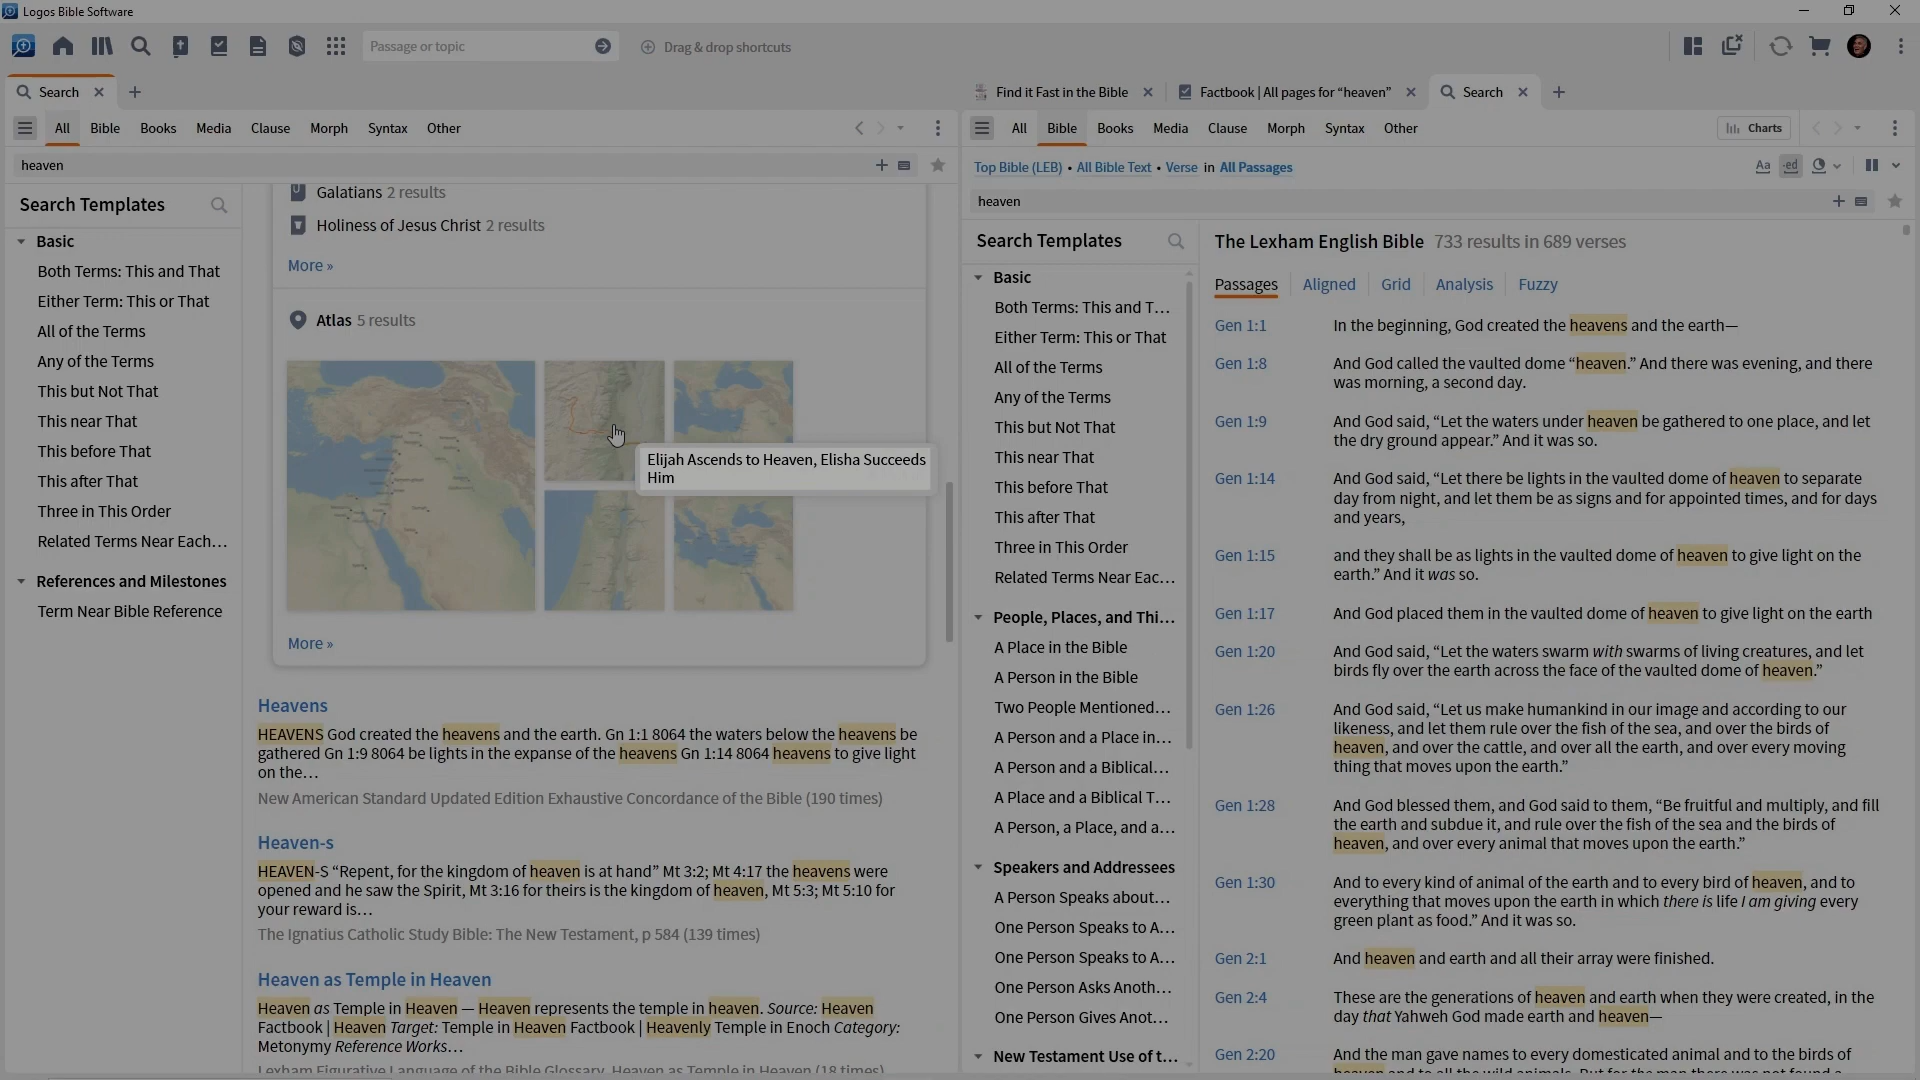 Logos Bible Software
Passage or topic
Drag & drop shortcuts
Search
All
Bible
Books
Media
Clause
Morph
Syntax
Other
heaven
Search Templates
Basic
Both Terms: This and That
Either Term: This or That
All of the Terms
Any of the Terms
This but Not That
This near That
This before That
This after That
Three in This Order
Related Terms Near Each...
References and Milestones
Term Near Bible Reference
Galatians 2 results
Holiness of Jesus Christ 2 results
More »
Atlas 5 results
Elijah Ascends to Heaven, Elisha Succeeds
Him
More »
Heavens
HEAVENS God created the heavens and the earth. Gn 1:1 8064 the waters below the heavens be
gathered Gn 1:9 8064 be lights in the expanse of the heavens Gn 1:14 8064 heavens to give light
on the...
New American Standard Updated Edition Exhaustive Concordance of the Bible (190 times)
Heaven-s
HEAVEN-S “Repent, for the kingdom of heaven is at hand” Mt 3:2; Mt 4:17 the heavens were
opened and he saw the Spirit, Mt 3:16 for theirs is the kingdom of heaven, Mt 5:3; Mt 5:10 for
your reward is...
The Ignatius Catholic Study Bible: The New Testament, p 584 (139 times)
Heaven as Temple in Heaven
Heaven as Temple in Heaven — Heaven represents the temple in heaven. Source: Heaven
Factbook | Heaven Target: Temple in Heaven Factbook | Heavenly Temple in Enoch Category:
Metonymy Reference Works...
Lexham Figurative Language of the Bible Glossary, Heaven as Temple in Heaven (18 times)
Find it Fast in the Bible
Factbook | All pages for “heaven”
Search
All
Bible
Books
Media
Clause
Morph
Syntax
Other
Charts
Top Bible (LEB) • All Bible Text • Verse in All Passages
Aa
-ed
heaven
Search Templates
Basic
Both Terms: This and T...
Either Term: This or That
All of the Terms
Any of the Terms
This but Not That
This near That
This before That
This after That
Three in This Order
Related Terms Near Eac...
People, Places, and Thi...
A Place in the Bible
A Person in the Bible
Two People Mentioned...
A Person and a Place in...
A Person and a Biblical...
A Place and a Biblical T...
A Person, a Place, and a...
Speakers and Addressees
A Person Speaks about...
One Person Speaks to A...
One Person Speaks to A...
One Person Asks Anoth...
One Person Gives Anot...
New Testament Use of t...
The Lexham English Bible 733 results in 689 verses
Passages
Aligned
Grid
Analysis
Fuzzy
Gen 1:1 In the beginning, God created the heavens and the earth—
Gen 1:8 And God called the vaulted dome “heaven.” And there was evening, and there
was morning, a second day.
Gen 1:9 And God said, “Let the waters under heaven be gathered to one place, and let
the dry ground appear.” And it was so.
Gen 1:14 And God said, “Let there be lights in the vaulted dome of heaven to separate
day from night, and let them be as signs and for appointed times, and for days
and years,
Gen 1:15 and they shall be as lights in the vaulted dome of heaven to give light on the
earth.” And it was so.
Gen 1:17 And God placed them in the vaulted dome of heaven to give light on the earth
Gen 1:20 And God said, “Let the waters swarm with swarms of living creatures, and let
birds fly over the earth across the face of the vaulted dome of heaven.”
Gen 1:26 And God said, “Let us make humankind in our image and according to our
likeness, and let them rule over the fish of the sea, and over the birds of
heaven, and over the cattle, and over all the earth, and over every moving
thing that moves upon the earth.”
Gen 1:28 And God blessed them, and God said to them, “Be fruitful and multiply, and fill
the earth and subdue it, and rule over the fish of the sea and the birds of
heaven, and over every animal that moves upon the earth.”
Gen 1:30 And to every kind of animal of the earth and to every bird of heaven, and to
everything that moves upon the earth in which there is life I am giving every
green plant as food.” And it was so.
Gen 2:1 And heaven and earth and all their array were finished.
Gen 2:4 These are the generations of heaven and earth when they were created, in the
day that Yahweh God made earth and heaven—
Gen 2:20 And the man gave names to every domesticated animal and to the birds of